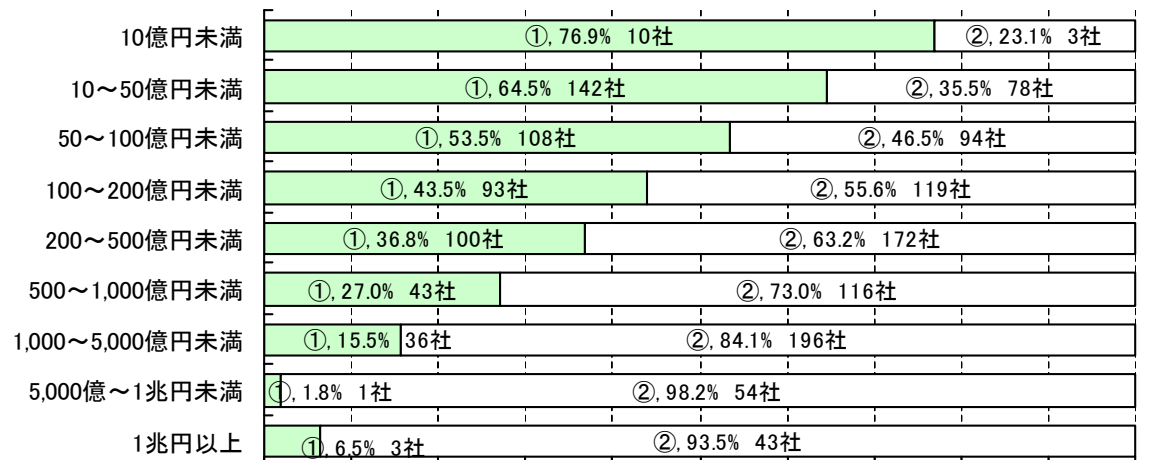 10億円未満 ①, 76.9% 10社 ②, 23.1% 3社
10～50億円未満 ①, 64.5% 142社 ②, 35.5% 78社
50～100億円未満 ①, 53.5% 108社 ②, 46.5% 94社
100～200億円未満 ①, 43.5% 93社 ②, 55.6% 119社
200～500億円未満 ①, 36.8% 100社 ②, 63.2% 172社
500～1,000億円未満 ①, 27.0% 43社 ②, 73.0% 116社
1,000～5,000億円未満 ①, 15.5% 36社 ②, 84.1% 196社
5,000億～1兆円未満 ①, 1.8% 1社 ②, 98.2% 54社
1兆円以上 ①, 6.5% 3社 ②, 93.5% 43社